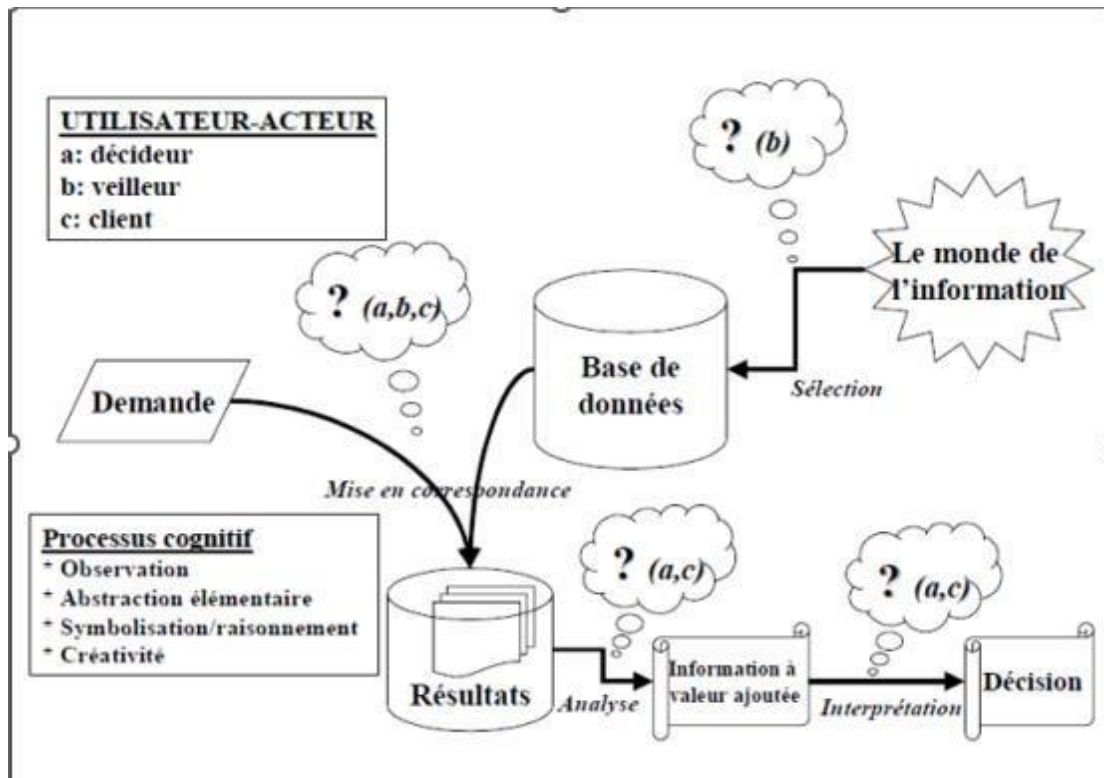 UTILISATEUR-ACTEUR
a: décideur
b: veilleur
c: client
? (b)
Le monde de
l'information
? (a,b,c)
Base de
données
Sélection
Demande
Mise en correspondance
Processus cognitif
* Observation
* Abstraction élémentaire
* Symbolisation/raisonnement
* Créativité
? (a,c)
? (a,c)
Résultats
Analyse
Information à
valeur ajoutée
Interprétation
Décision